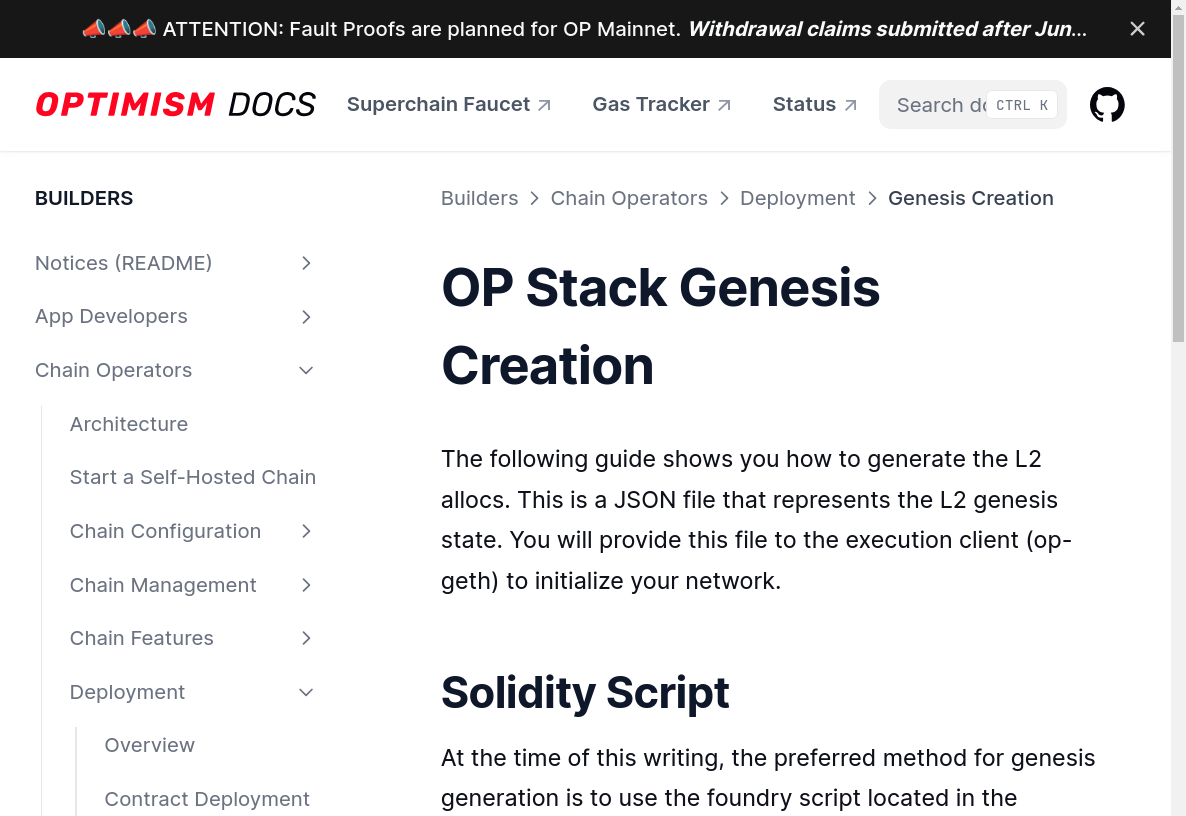 📣📣📣 ATTENTION: Fault Proofs are planned for OP Mainnet. Withdrawal claims submitted after Jun...
OPTIMISM DOCS
Superchain Faucet
Gas Tracker
Status
Search do
CTRL K
BUILDERS
Notices (README)
App Developers
Chain Operators
Architecture
Start a Self-Hosted Chain
Chain Configuration
Chain Management
Chain Features
Deployment
Overview
Contract Deployment
Builders > Chain Operators > Deployment > Genesis Creation
OP Stack Genesis
Creation
The following guide shows you how to generate the L2
allocs. This is a JSON file that represents the L2 genesis
state. You will provide this file to the execution client (op-
geth) to initialize your network.
Solidity Script
At the time of this writing, the preferred method for genesis
generation is to use the foundry script located in the